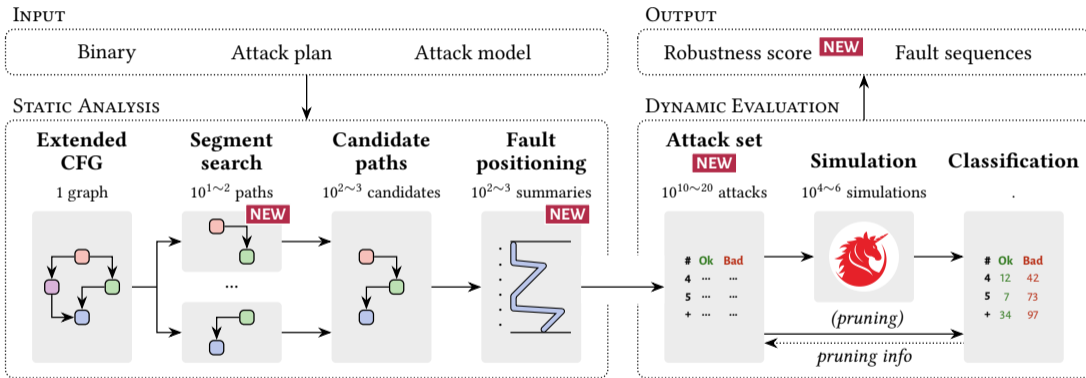 INPUT
Binary Attack plan Attack model
STATIC ANALYSIS
Extended CFG
1 graph
Segment search
10^1~2 paths
NEW
...
Candidate paths
10^2~3 candidates
Fault positioning
10^2~3 summaries
NEW
OUTPUT
Robustness score NEW Fault sequences
DYNAMIC EVALUATION
Attack set
NEW
10^10~20 attacks
# Ok Bad
4 ... ...
5 ... ...
+ ... ...
Simulation
10^4~6 simulations
(pruning)
pruning info
Classification
.
# Ok Bad
4 12 42
5 7 73
+ 34 97